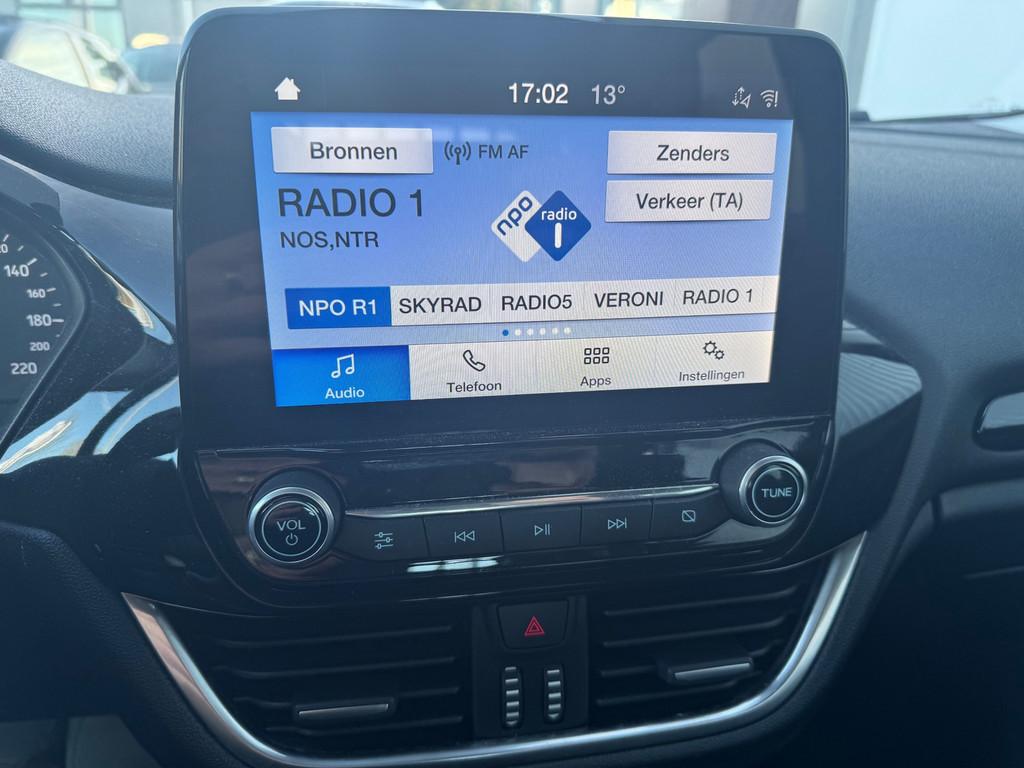 17:02 13°
Bronnen FM AF Zenders
RADIO 1 npo radio 1 Verkeer (TA)
NOS,NTR
NPO R1 SKYRAD RADIO5 VERONI RADIO 1
Audio Telefoon Apps Instellingen
140
160
180
200
220
VOL TUNE